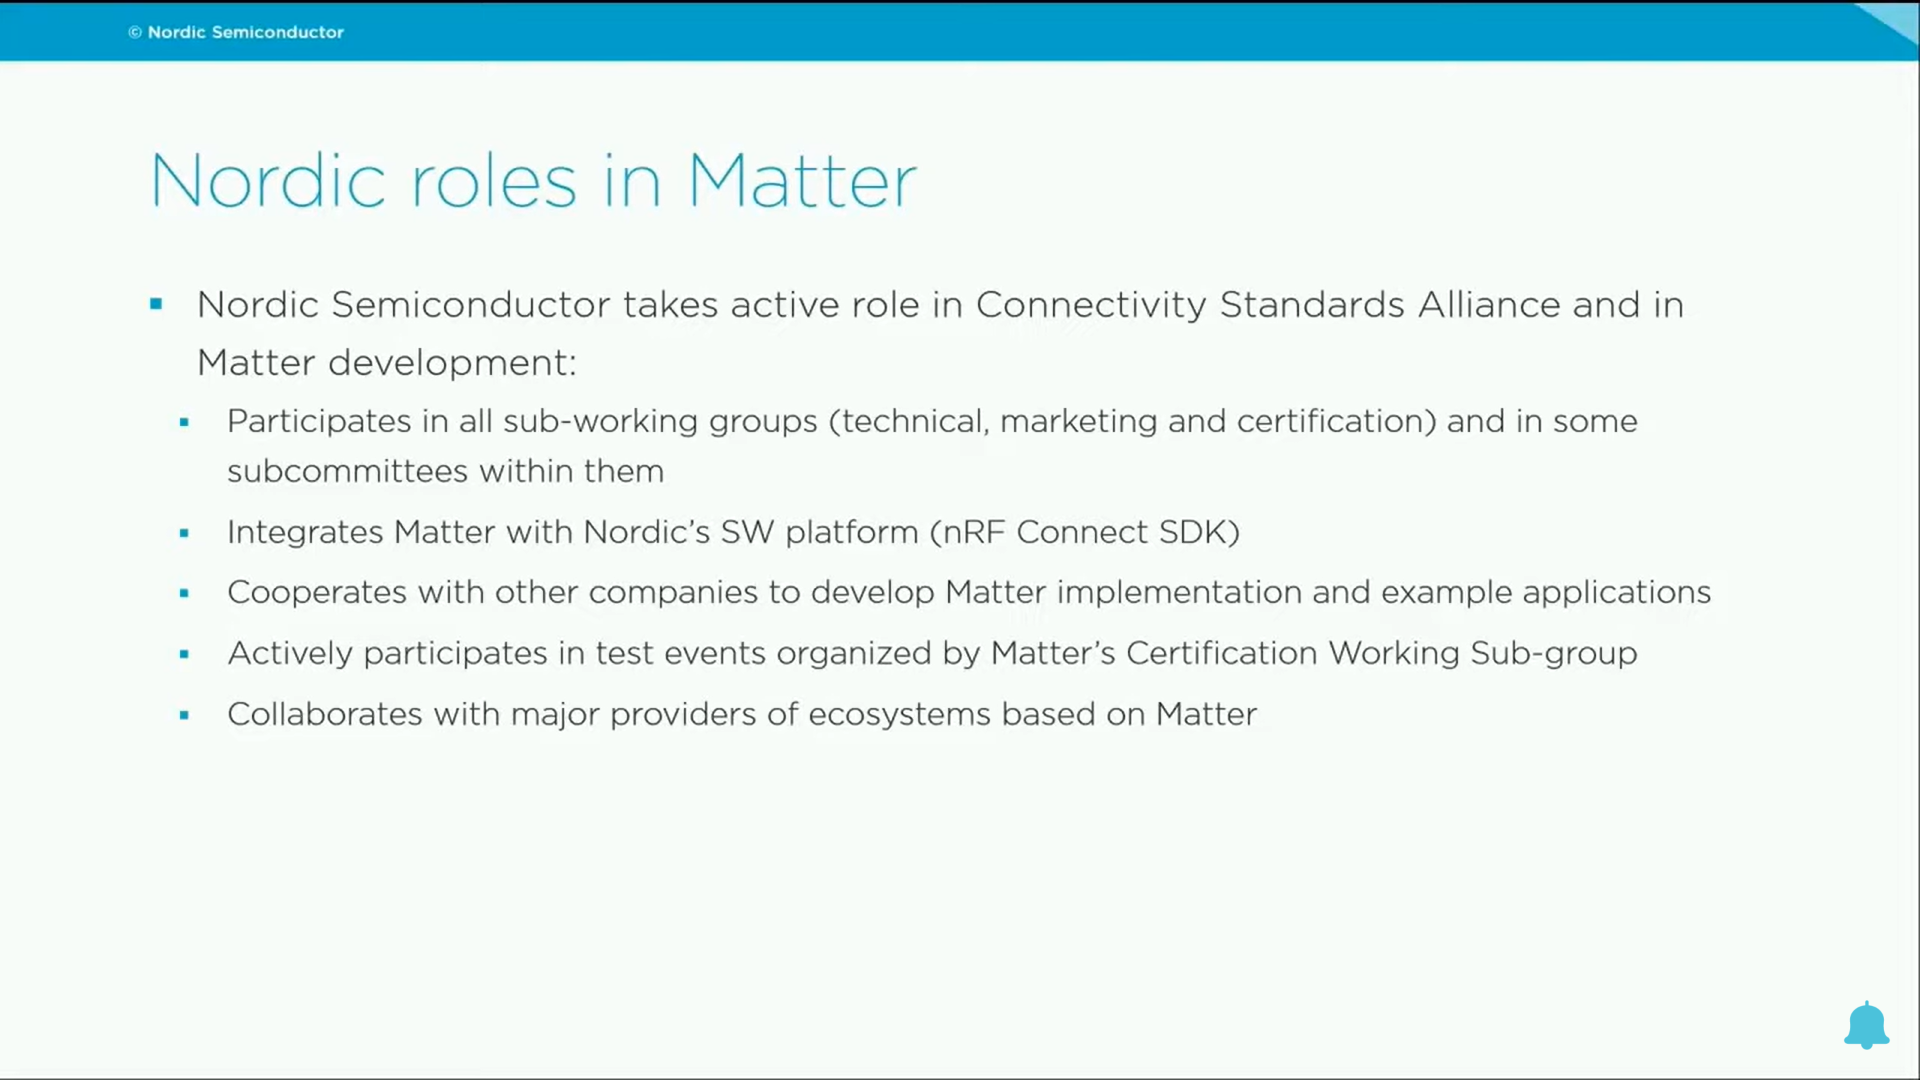 © Nordic Semiconductor
Nordic roles in Matter
▪ Nordic Semiconductor takes active role in Connectivity Standards Alliance and in
Matter development:
▪ Participates in all sub-working groups (technical, marketing and certification) and in some
subcommittees within them
▪ Integrates Matter with Nordic’s SW platform (nRF Connect SDK)
▪ Cooperates with other companies to develop Matter implementation and example applications
▪ Actively participates in test events organized by Matter’s Certification Working Sub-group
▪ Collaborates with major providers of ecosystems based on Matter